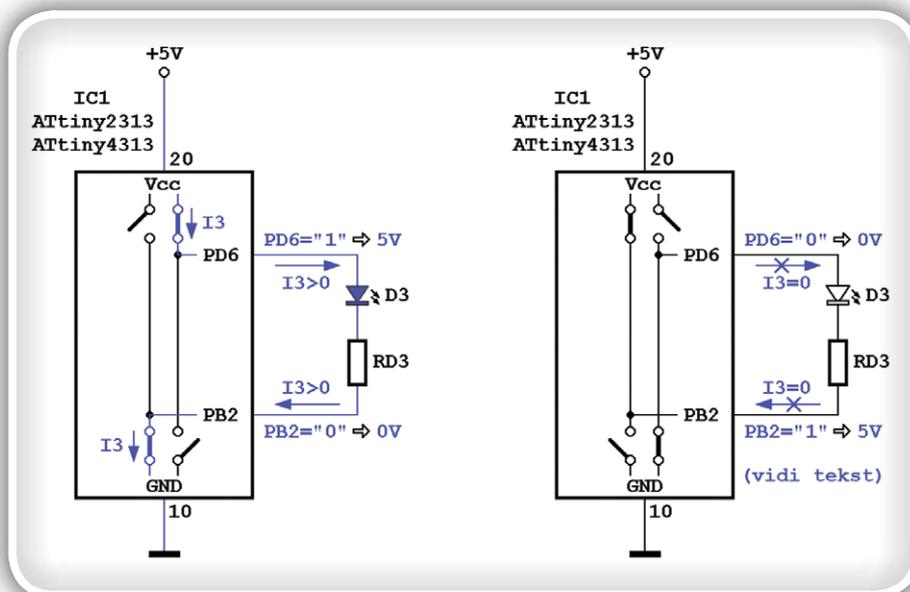 +5V
IC1
ATtiny2313
ATtiny4313
20
Vcc
I3
PD6="1" ⇨ 5V
PD6
I3>0
D3
RD3
I3>0
PB2
PB2="0" ⇨ 0V
I3
GND
10
+5V
IC1
ATtiny2313
ATtiny4313
20
Vcc
PD6="0" ⇨ 0V
PD6
I3=0
D3
RD3
I3=0
PB2
PB2="1" ⇨ 5V
(vidi tekst)
GND
10